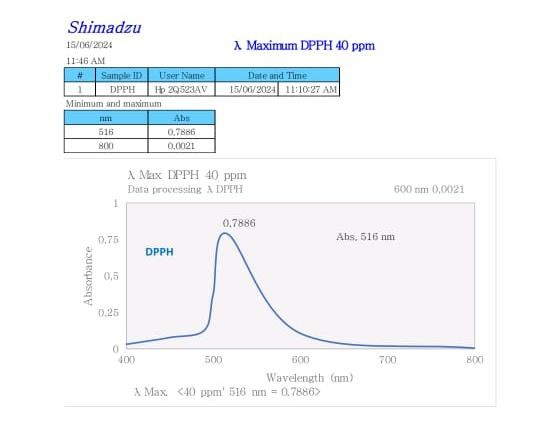 Shimadzu
15/06/2024
λ Maximum DPPH 40 ppm
11:46 AM
# Sample ID User Name Date and Time
1 DPPH Hp 2Q523AV 15/06/2024 11:10:27 AM
Minimum and maximum
nm Abs
516 0,7886
800 0,0021
λ Max DPPH 40 ppm
Data processing λ DPPH 600 nm 0,0021
1
0,7886
0,75
Abs, 516 nm
DPPH
0,5
Absorbance
0,25
0
400 500 600 700 800
Wavelength (nm)
λ Max. <40 ppm' 516 nm = 0,7886>